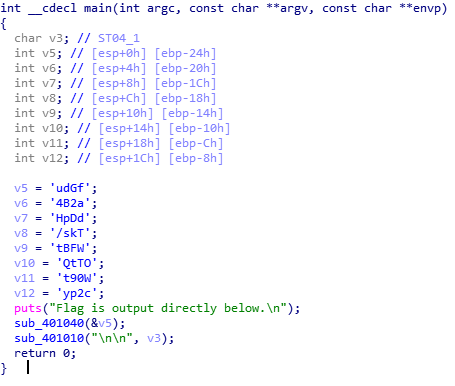 int __cdecl main(int argc, const char **argv, const char **envp)
{
char v3; // ST04_1
int v5; // [esp+0h] [ebp-24h]
int v6; // [esp+4h] [ebp-20h]
int v7; // [esp+8h] [ebp-1Ch]
int v8; // [esp+Ch] [ebp-18h]
int v9; // [esp+10h] [ebp-14h]
int v10; // [esp+14h] [ebp-10h]
int v11; // [esp+18h] [ebp-Ch]
int v12; // [esp+1Ch] [ebp-8h]
v5 = 'udGf';
v6 = '4B2a';
v7 = 'HpDd';
v8 = '/skT';
v9 = 'tBFW';
v10 = 'QtTO';
v11 = 't90W';
v12 = 'yp2c';
puts("Flag is output directly below.\n");
sub_401040(&v5);
sub_401010("\n\n", v3);
return 0;
}